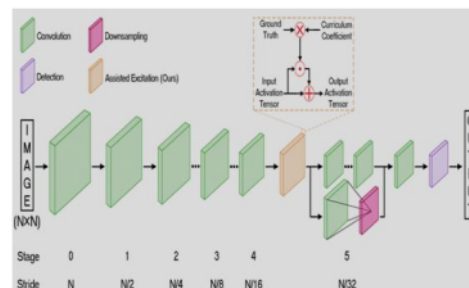 Convolution
Downsampling
Detection
Assisted Excitation (Ours)
Ground Truth
Curriculum Coefficient
Input Activation Tensor
Output Activation Tensor
IMAGE
(N×N)
Stage 0 1 2 3 4 5
Stride N N/2 N/4 N/8 N/16 N/32